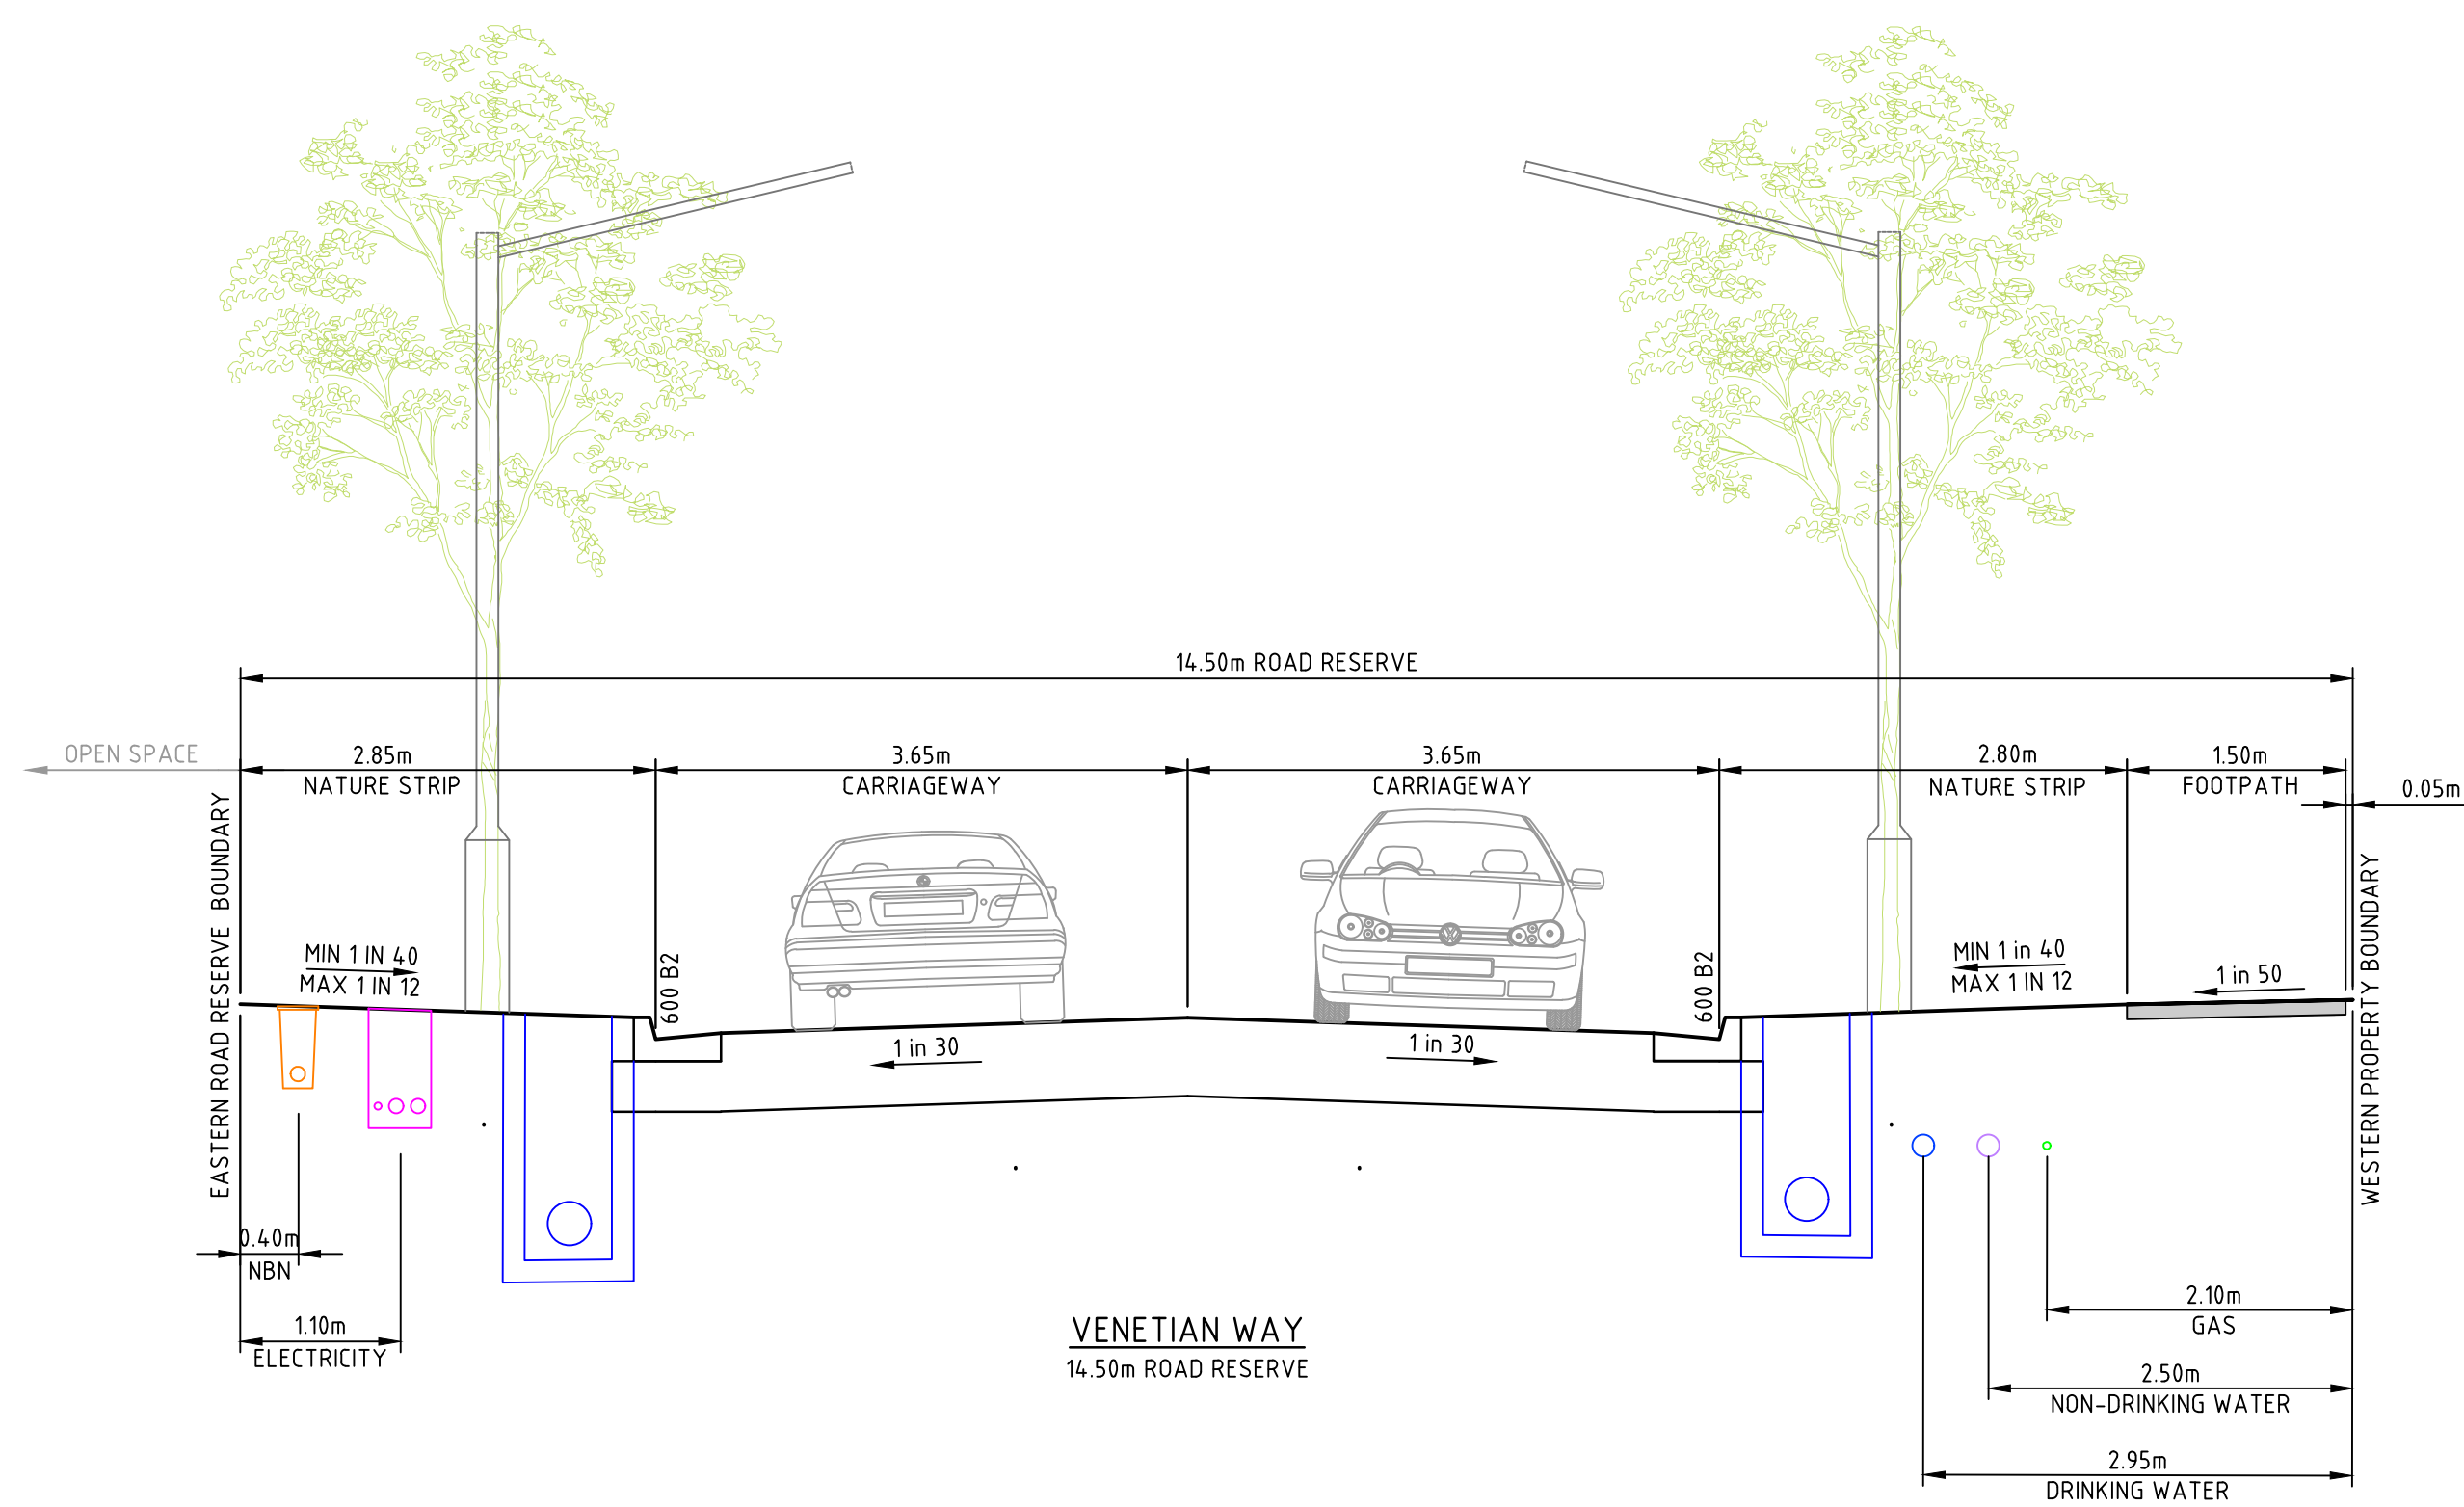 14.50m ROAD RESERVE
OPEN SPACE
2.85m
NATURE STRIP
3.65m
CARRIAGEWAY
3.65m
CARRIAGEWAY
2.80m
NATURE STRIP
1.50m
FOOTPATH
0.05m
EASTERN ROAD RESERVE BOUNDARY
MIN 1 IN 40
MAX 1 IN 12
600 B2
600 B2
MIN 1 in 40
MAX 1 IN 12
1 in 50
WESTERN PROPERTY BOUNDARY
1 in 30
1 in 30
0.40m
NBN
1.10m
ELECTRICITY
2.10m
GAS
2.50m
NON-DRINKING WATER
2.95m
DRINKING WATER
VENETIAN WAY
14.50m ROAD RESERVE